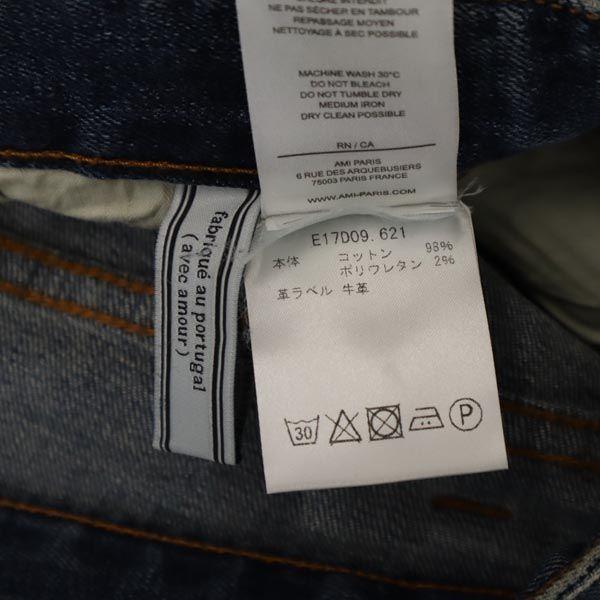 NE PAS SÉCHER EN TAMBOUR
REPASSAGE MOYEN
NETTOYAGE À SEC POSSIBLE
MACHINE WASH 30°C
DO NOT BLEACH
DO NOT TUMBLE DRY
MEDIUM IRON
DRY CLEAN POSSIBLE
RN / CA
AMI PARIS
6 RUE DES ARQUEBUSIERS
75003 PARIS FRANCE
WWW.AMI-PARIS.COM
E17D09.621
本体 コットン 98%
ポリウレタン 2%
革ラベル 牛革
30
P
fabriqué au portugal
(avec amour)